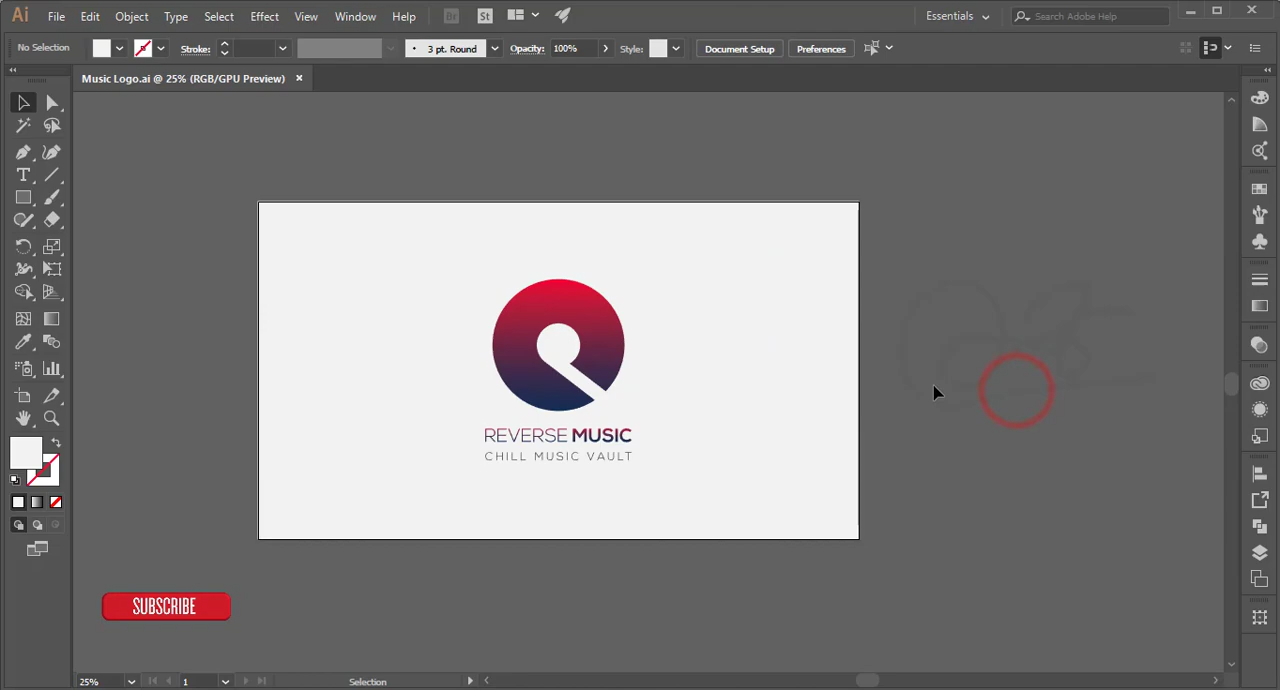 Ai File Edit Object Type Select Effect View Window Help Br St Essentials Search Adobe Help
No Selection Stroke: 3 pt. Round Opacity: 100% Style: Document Setup Preferences
Music Logo.ai @ 25% (RGB/GPU Preview)
REVERSE MUSIC
CHILL MUSIC VAULT
SUBSCRIBE
25% 1 Selection